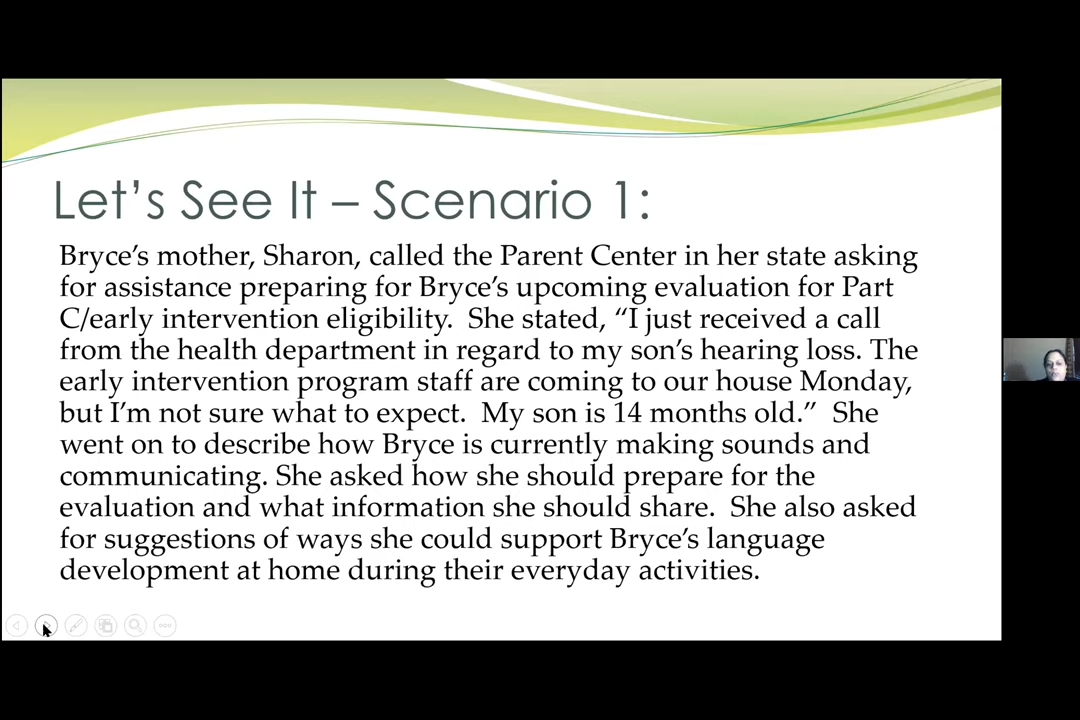 Let’s See It – Scenario 1:
Bryce’s mother, Sharon, called the Parent Center in her state asking
for assistance preparing for Bryce’s upcoming evaluation for Part
C/early intervention eligibility.  She stated, “I just received a call
from the health department in regard to my son’s hearing loss. The
early intervention program staff are coming to our house Monday,
but I’m not sure what to expect.  My son is 14 months old.”  She
went on to describe how Bryce is currently making sounds and
communicating. She asked how she should prepare for the
evaluation and what information she should share.  She also asked
for suggestions of ways she could support Bryce’s language
development at home during their everyday activities.